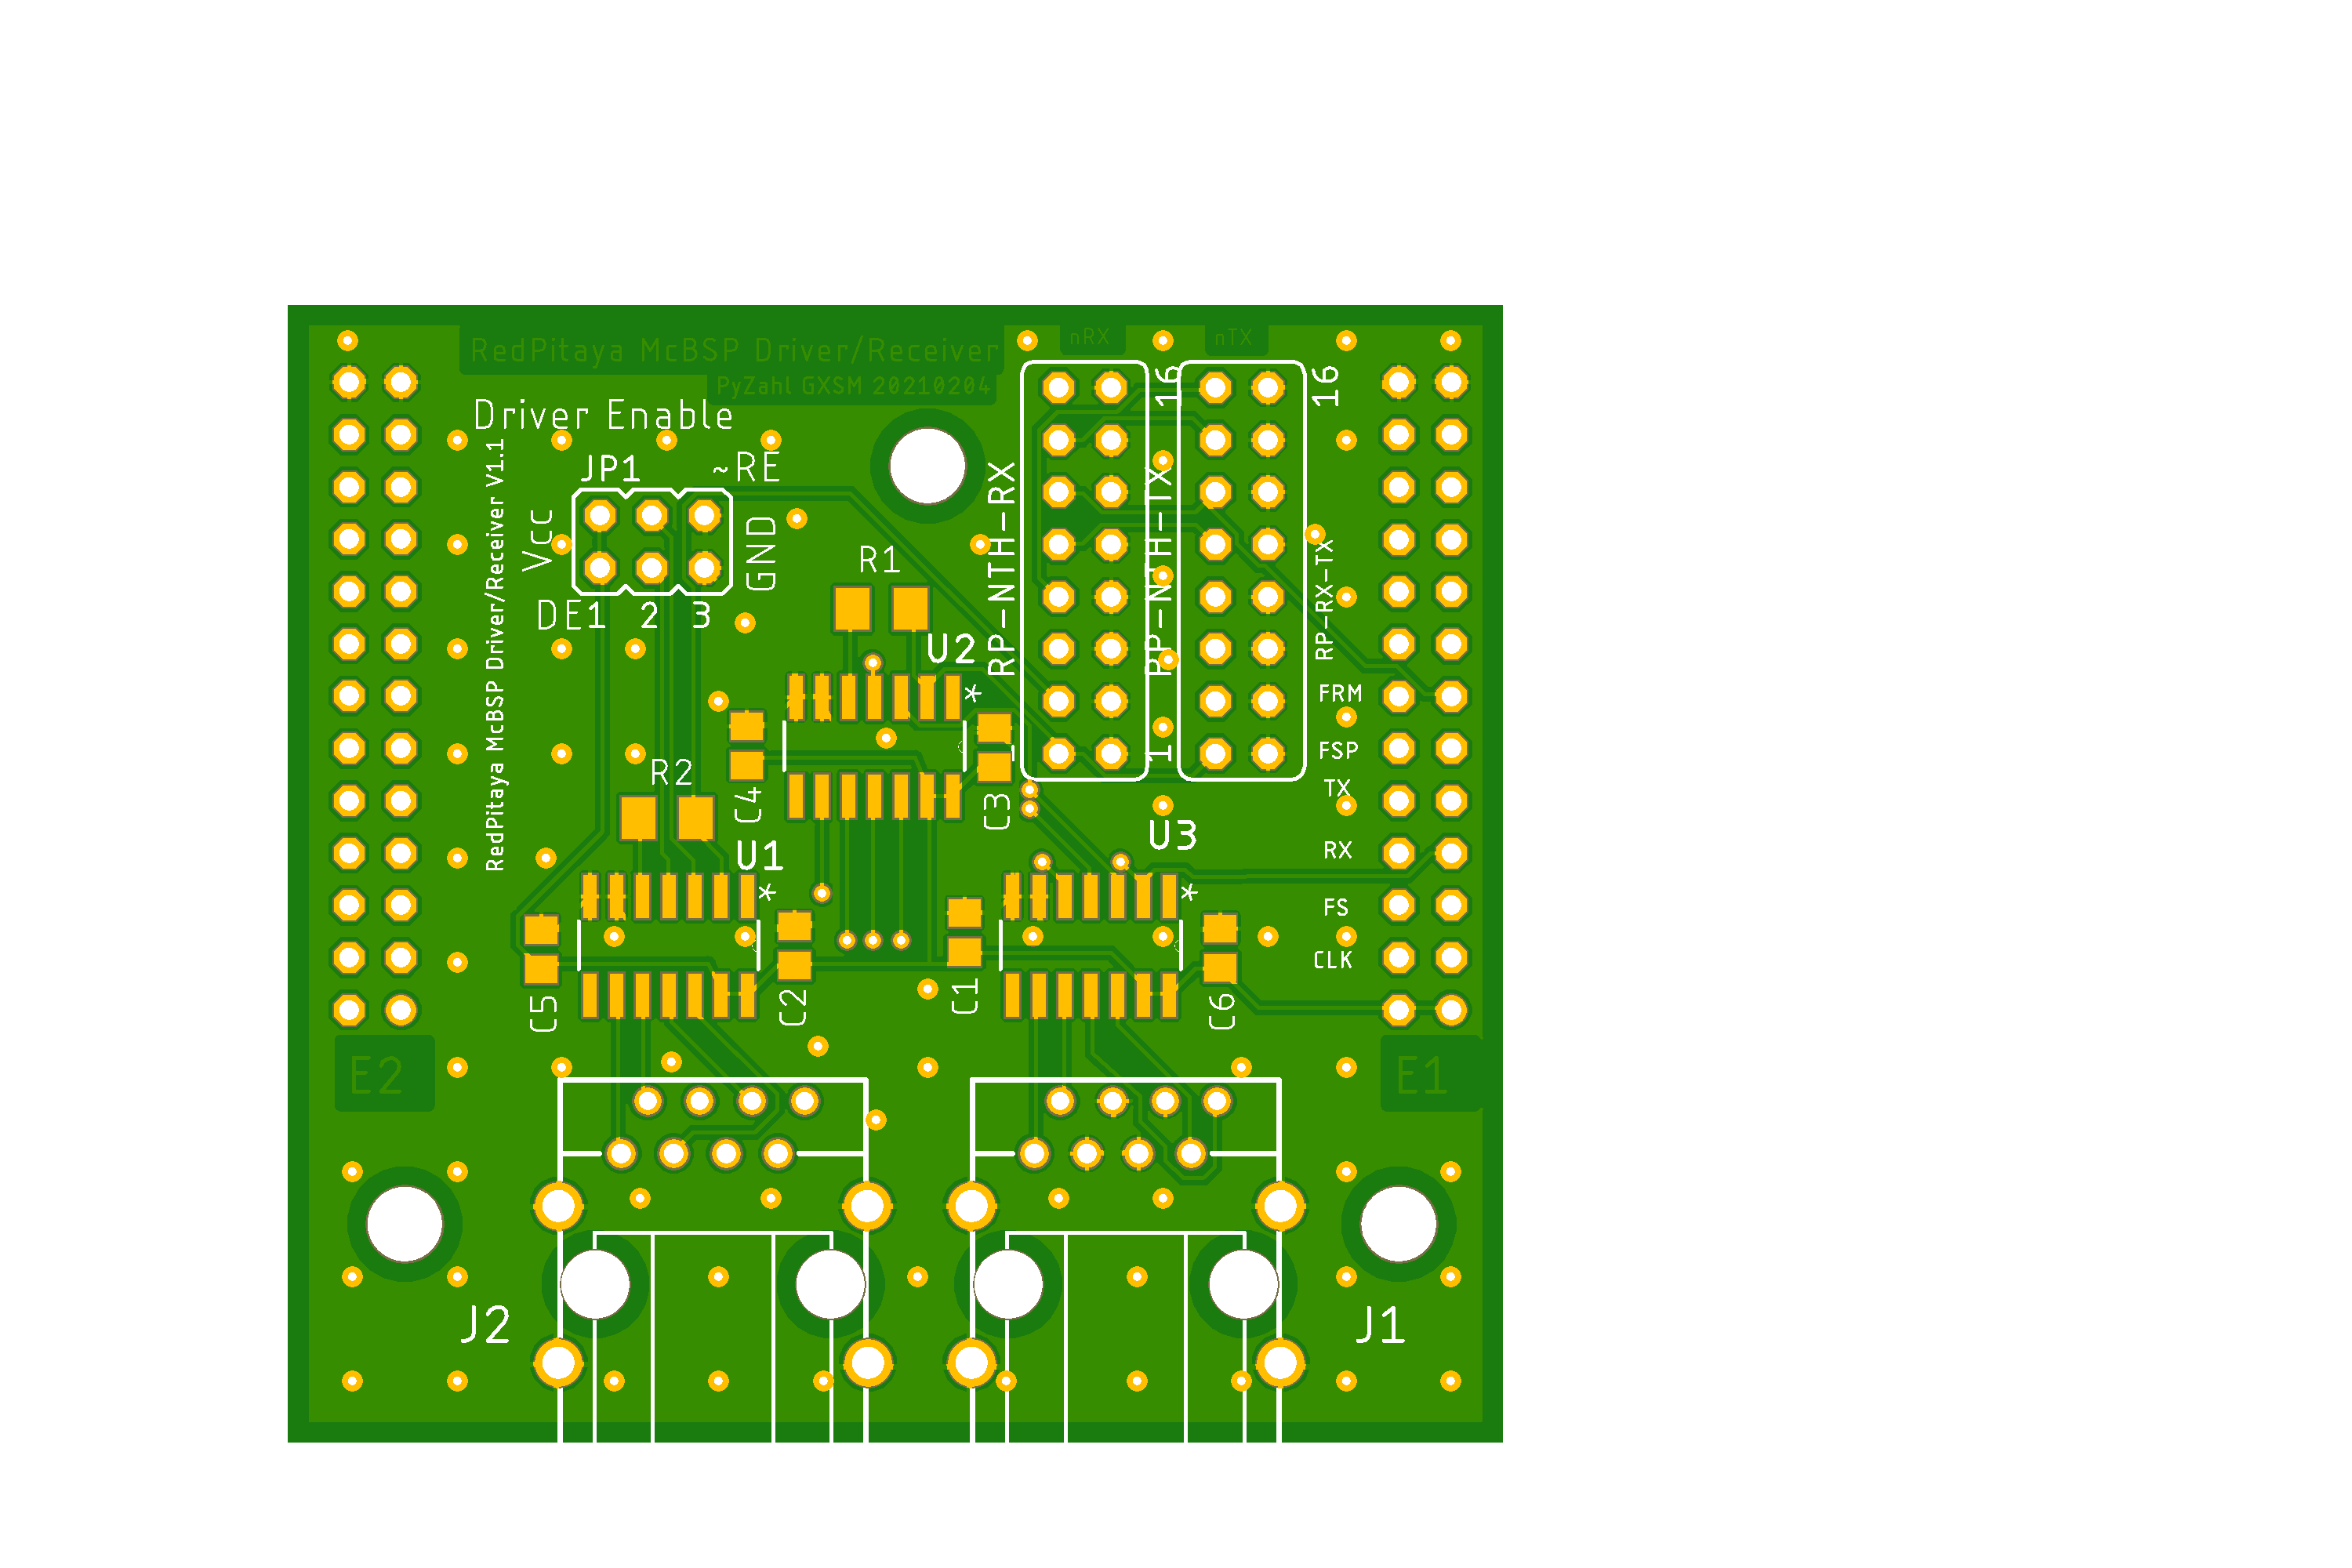 RedPitaya McBSP Driver/Receiver
nRX
nTX
PyZahl GXSM 20210204
Driver Enable
16
16
JP1
~RE
RedPitaya McBSP Driver/Receiver V1.1
Vcc
GND
RP-NTH-RX
RP-NTH-TX
R1
RP-RX-TX
DE1
2
3
U2
*
FRM
1
1
FSP
R2
TX
C4
C3
U3
U1
RX
*
*
FS
CLK
C5
C2
C1
C6
E2
E1
J2
J1